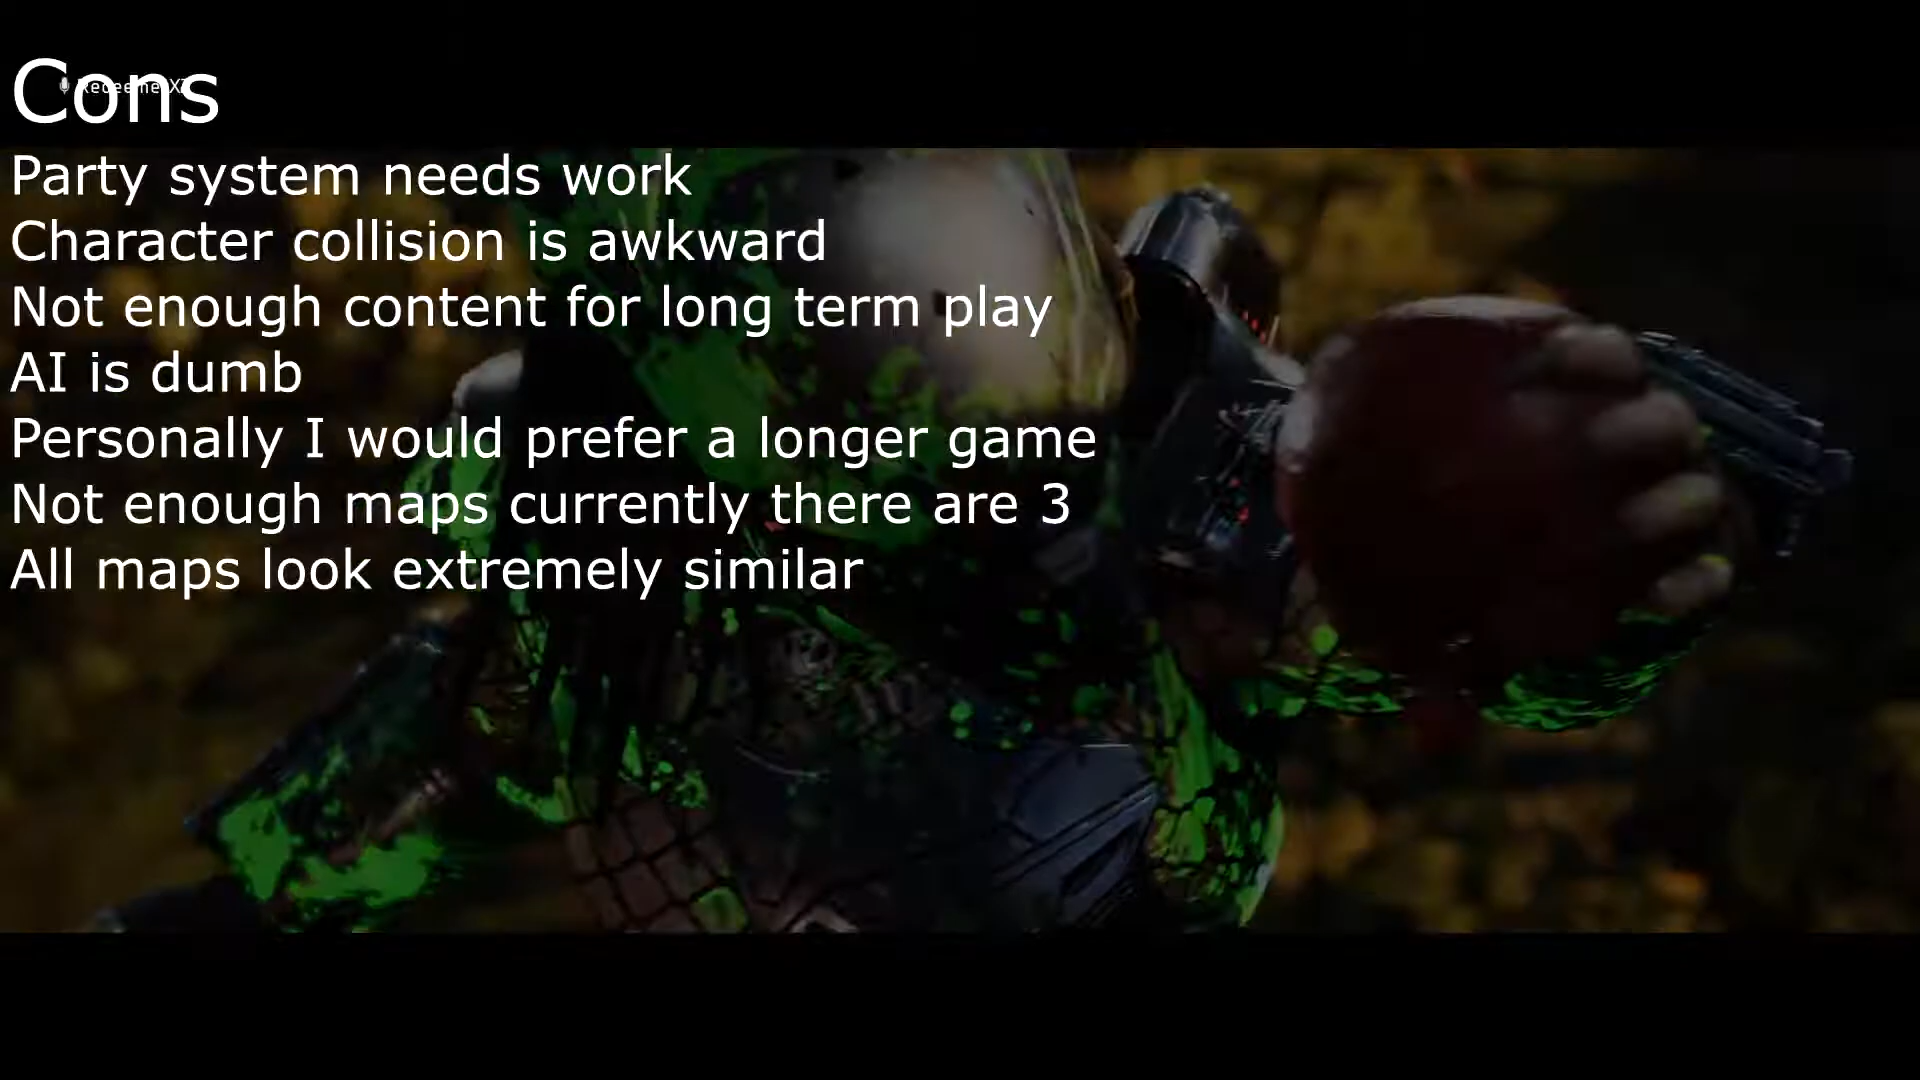 Cons
Party system needs work
Character collision is awkward
Not enough content for long term play
AI is dumb
Personally I would prefer a longer game
Not enough maps currently there are 3
All maps look extremely similar